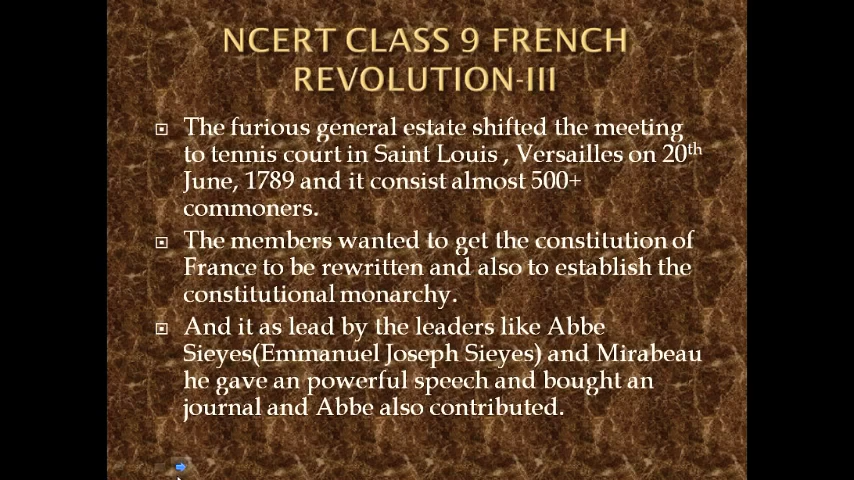 NCERT CLASS 9 FRENCH
REVOLUTION-III
The furious general estate shifted the meeting
to tennis court in Saint Louis , Versailles on 20th
June, 1789 and it consist almost 500+
commoners.
The members wanted to get the constitution of
France to be rewritten and also to establish the
constitutional monarchy.
And it as lead by the leaders like Abbe
Sieyes(Emmanuel Joseph Sieyes) and Mirabeau
he gave an powerful speech and bought an
journal and Abbe also contributed.